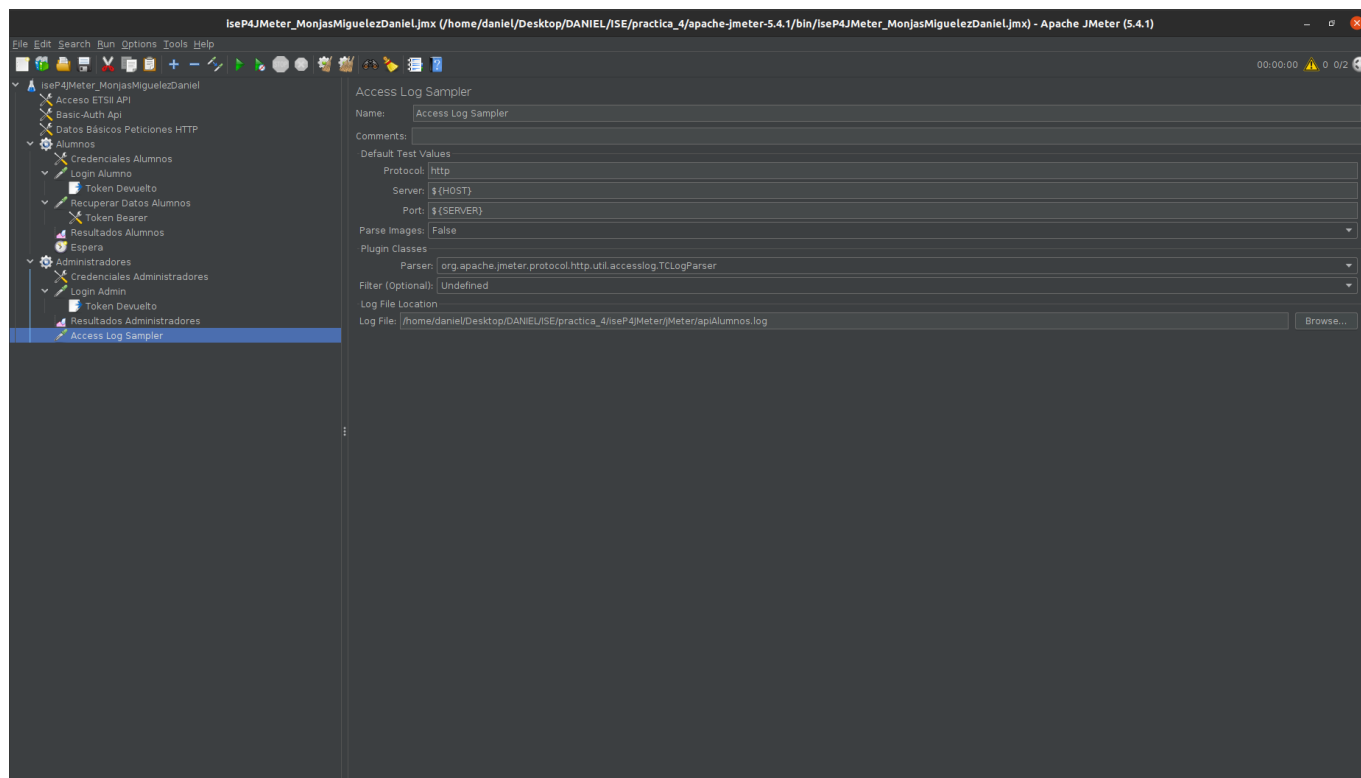 iseP4JMeter_MonjasMiguelezDaniel.jmx (/home/daniel/Desktop/DANIEL/ISE/practica_4/apache-jmeter-5.4.1/bin/iseP4JMeter_MonjasMiguelezDaniel.jmx) - Apache JMeter (5.4.1)
File Edit Search Run Options Tools Help
00:00:00 0 0/2
iseP4JMeter_MonjasMiguelezDaniel
Acceso ETSII API
Basic-Auth Api
Datos Básicos Peticiones HTTP
Alumnos
Credenciales Alumnos
Login Alumno
Token Devuelto
Recuperar Datos Alumnos
Token Bearer
Resultados Alumnos
Espera
Administradores
Credenciales Administradores
Login Admin
Token Devuelto
Resultados Administradores
Access Log Sampler
Access Log Sampler
Name: Access Log Sampler
Comments:
Default Test Values
Protocol: http
Server: ${HOST}
Port: ${SERVER}
Parse Images: False
Plugin Classes
Parser: org.apache.jmeter.protocol.http.util.accesslog.TCLogParser
Filter (Optional): Undefined
Log File Location
Log File: /home/daniel/Desktop/DANIEL/ISE/practica_4/iseP4JMeter/jMeter/apiAlumnos.log Browse...